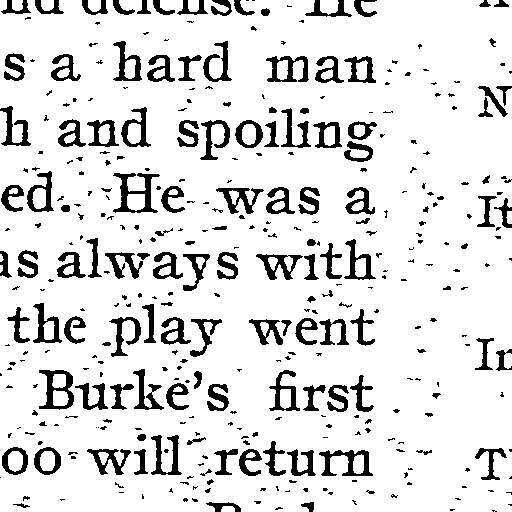 nd defense. He
s a hard man
h and spoiling
ed. He was a
as always with
the play went
Burke's first
oo will return
N
It
In